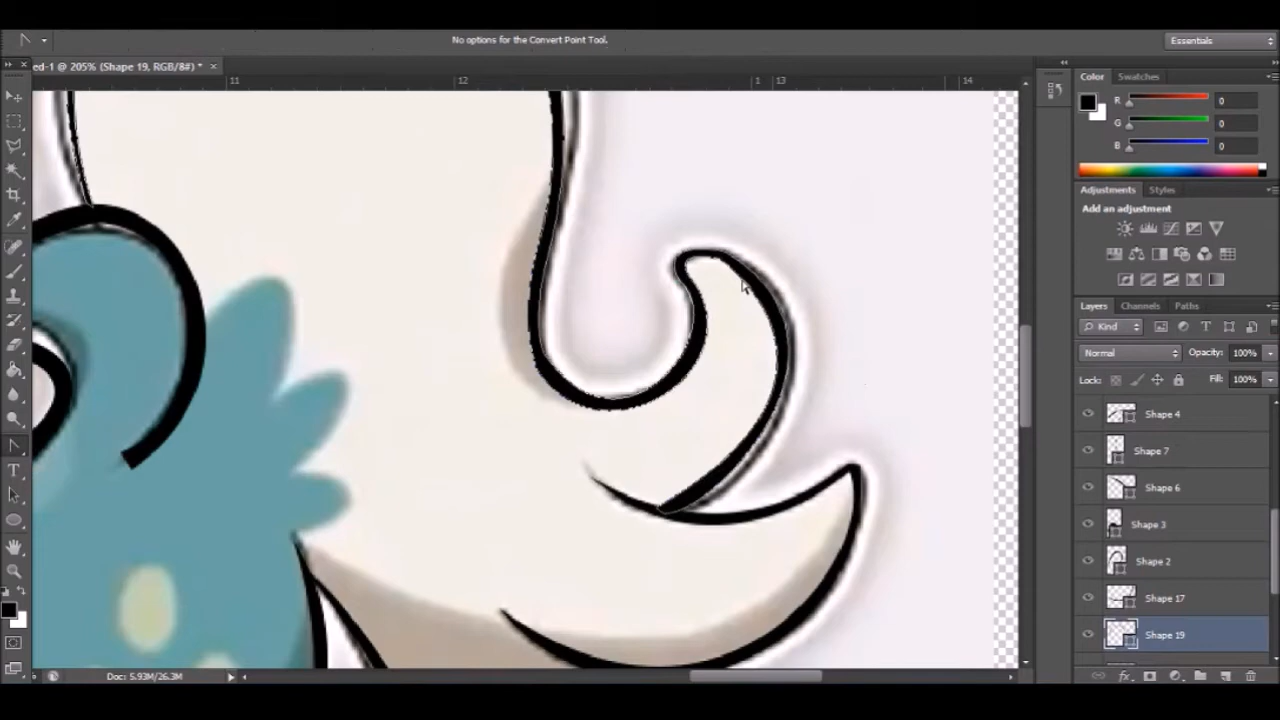 No options for the Convert Point Tool.
Essentials
ed-1 @ 205% (Shape 19, RGB/8#) *
11 12 1 13 14
Color Swatches
R 0
G 0
B 0
Adjustments Styles
Add an adjustment
Layers Channels Paths
Kind
Normal Opacity: 100%
Lock: Fill: 100%
Shape 4
Shape 7
Shape 6
Shape 3
Shape 2
Shape 17
Shape 19
Doc: 5.93M/26.3M